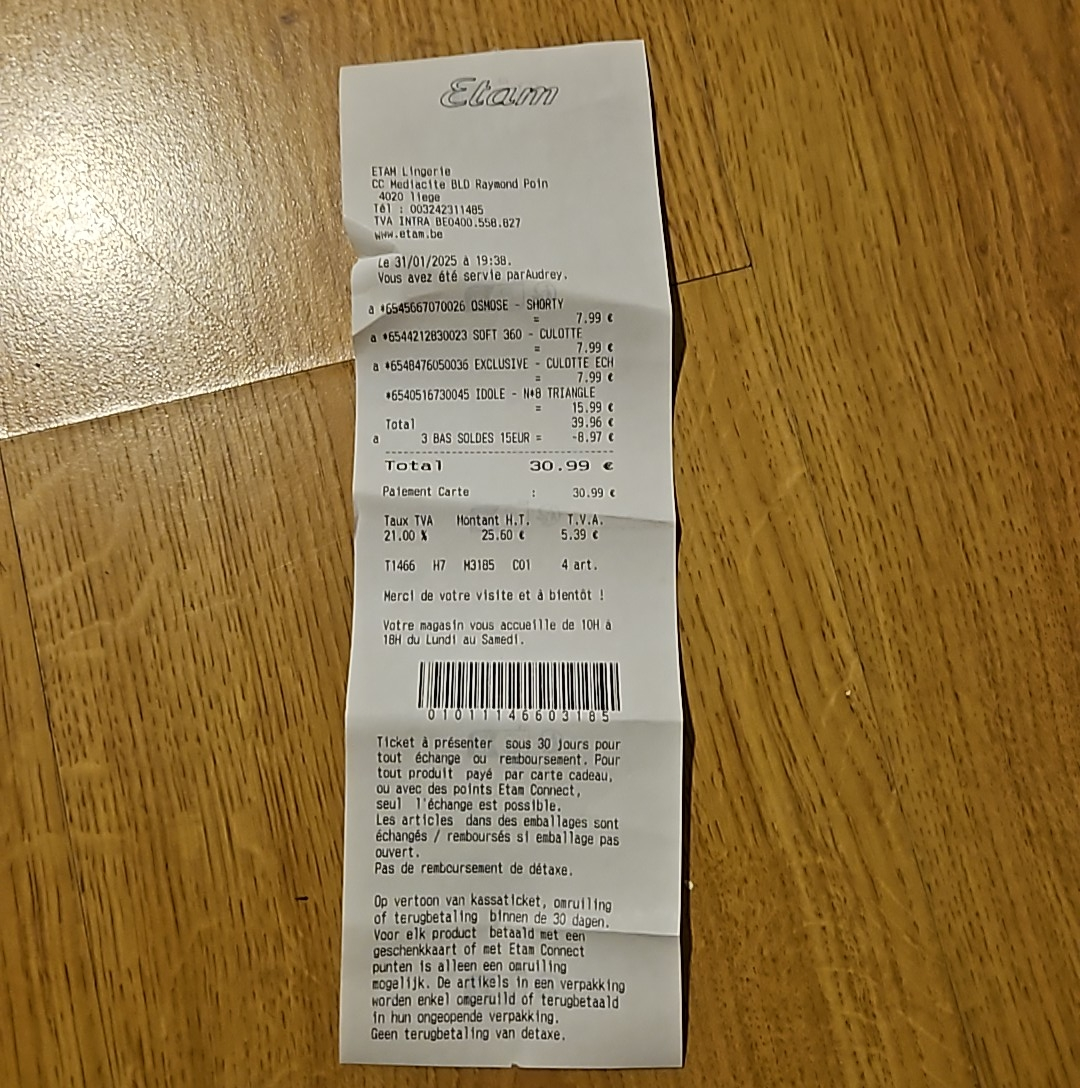 Etam
ETAM Lingerie
CC Mediacite BLD Raymond Poin
4020 liege
Tél : 003242311485
TVA INTRA BE0400.558.827
www.etam.be
Le 31/01/2025 à 19:38.
Vous avez été servie parAudrey.
a *6545667070026 OSMOSE - SHORTY
= 7.99 €
a *6544212830023 SOFT 360 - CULOTTE
= 7.99 €
a *6548476050036 EXCLUSIVE - CULOTTE ECH
= 7.99 €
*6540516730045 IDOLE - N*8 TRIANGLE
= 15.99 €
Total 39.96 €
a 3 BAS SOLDES 15EUR = -8.97 €
Total 30.99 €
Paiement Carte : 30.99 €
Taux TVA Montant H.T. T.V.A.
21.00 % 25.60 € 5.39 €
T1466 H7 M3185 C01 4 art.
Merci de votre visite et à bientôt !
Votre magasin vous accueille de 10H à
18H du Lundi au Samedi.
01011146603185
Ticket à présenter sous 30 jours pour
tout échange ou remboursement. Pour
tout produit payé par carte cadeau,
ou avec des points Etam Connect,
seul l'échange est possible.
Les articles dans des emballages sont
échangés / remboursés si emballage pas
ouvert.
Pas de remboursement de détaxe.
Op vertoon van kassaticket, omruiling
of terugbetaling binnen de 30 dagen.
Voor elk product betaald met een
geschenkkaart of met Etam Connect
punten is alleen een omruiling
mogelijk. De artikels in een verpakking
worden enkel omgeruild of terugbetaald
in hun ongeopende verpakking.
Geen terugbetaling van detaxe.